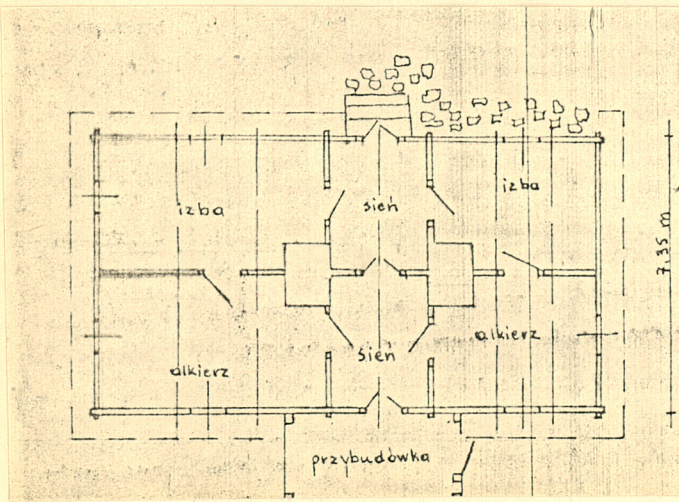 izba
sień
izba
7,35 m
alkierz
sień
alkierz
przybudówka